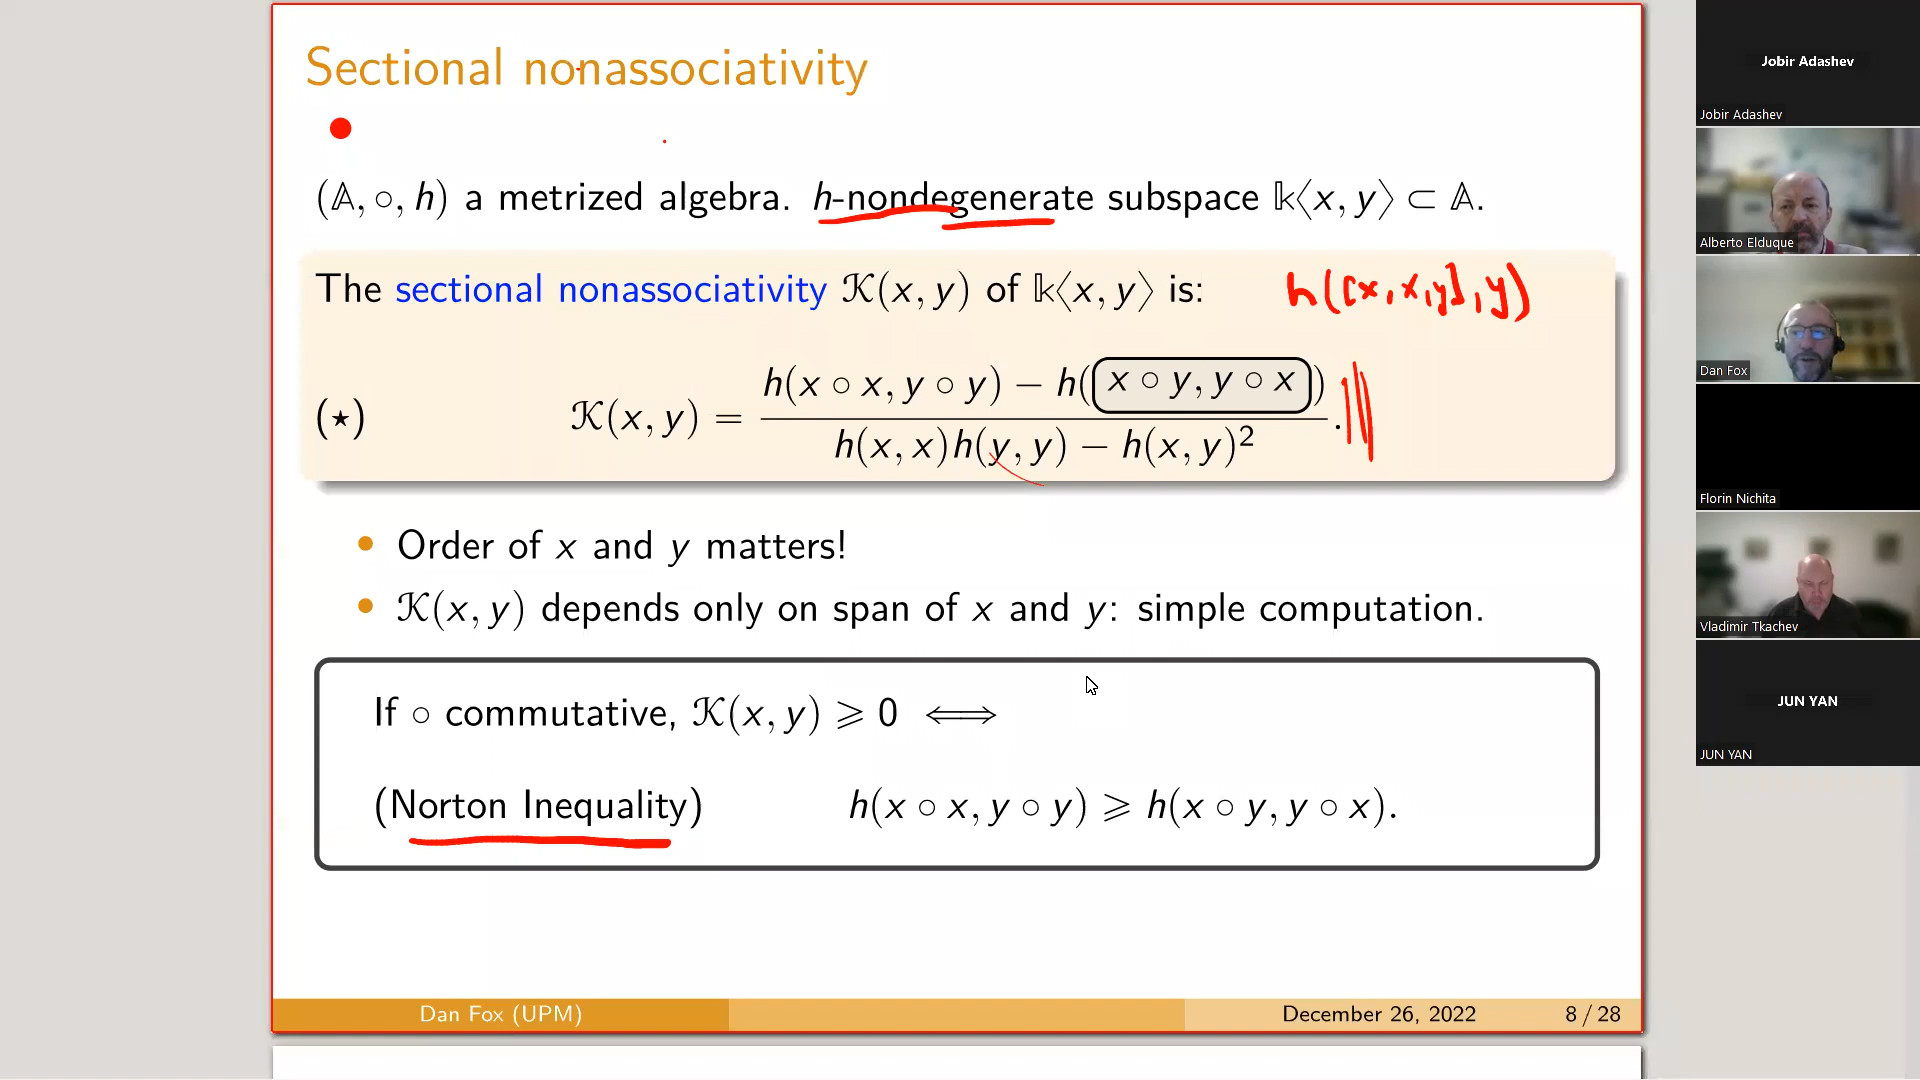 Sectional nonassociativity
(𝔸, ∘, h) a metrized algebra. h-nondegenerate subspace 𝕜⟨x, y⟩ ⊂ 𝔸.
The sectional nonassociativity 𝒦(x, y) of 𝕜⟨x, y⟩ is: h([x, x, y], y)
(⋆) 𝒦(x, y) = (h(x ∘ x, y ∘ y) − h(x ∘ y, y ∘ x)) / (h(x, x)h(y, y) − h(x, y)²).
• Order of x and y matters!
• 𝒦(x, y) depends only on span of x and y: simple computation.
If ∘ commutative, 𝒦(x, y) ⩾ 0 ⟺
(Norton Inequality) h(x ∘ x, y ∘ y) ⩾ h(x ∘ y, y ∘ x).
Dan Fox (UPM) December 26, 2022 8 / 28
Jobir Adashev
Jobir Adashev
Alberto Elduque
Dan Fox
Florin Nichita
Vladimir Tkachev
JUN YAN
JUN YAN